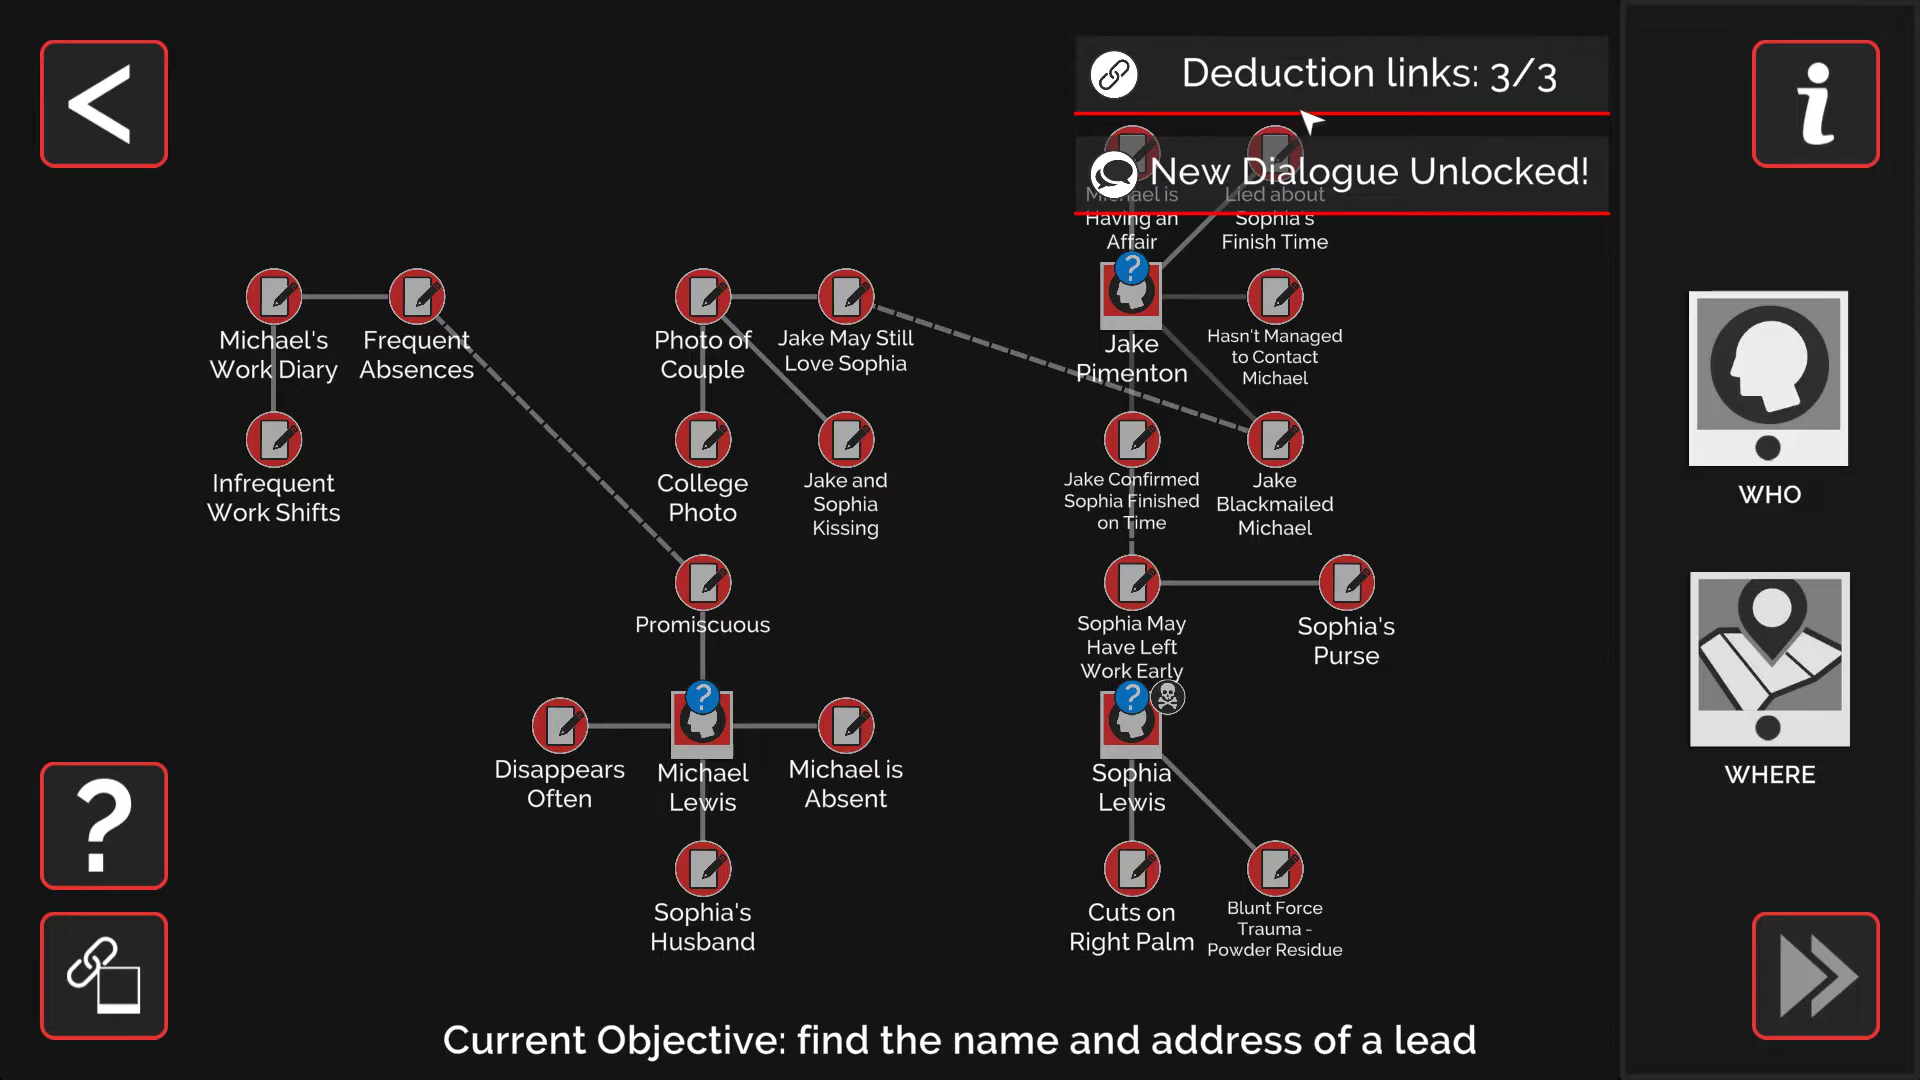 Deduction links: 3/3
New Dialogue Unlocked!
Michael is
Having an
Affair
Lied about
Sophia's
Finish Time
Michael's
Work Diary
Frequent
Absences
Photo of
Couple
Jake May Still
Love Sophia
Jake
Pimenton
Hasn't Managed
to Contact
Michael
Infrequent
Work Shifts
College
Photo
Jake and
Sophia
Kissing
Jake Confirmed
Sophia Finished
on Time
Jake
Blackmailed
Michael
WHO
Promiscuous
Sophia May
Have Left
Work Early
Sophia's
Purse
Disappears
Often
Michael
Lewis
Michael is
Absent
Sophia
Lewis
WHERE
Sophia's
Husband
Cuts on
Right Palm
Blunt Force
Trauma -
Powder Residue
Current Objective: find the name and address of a lead